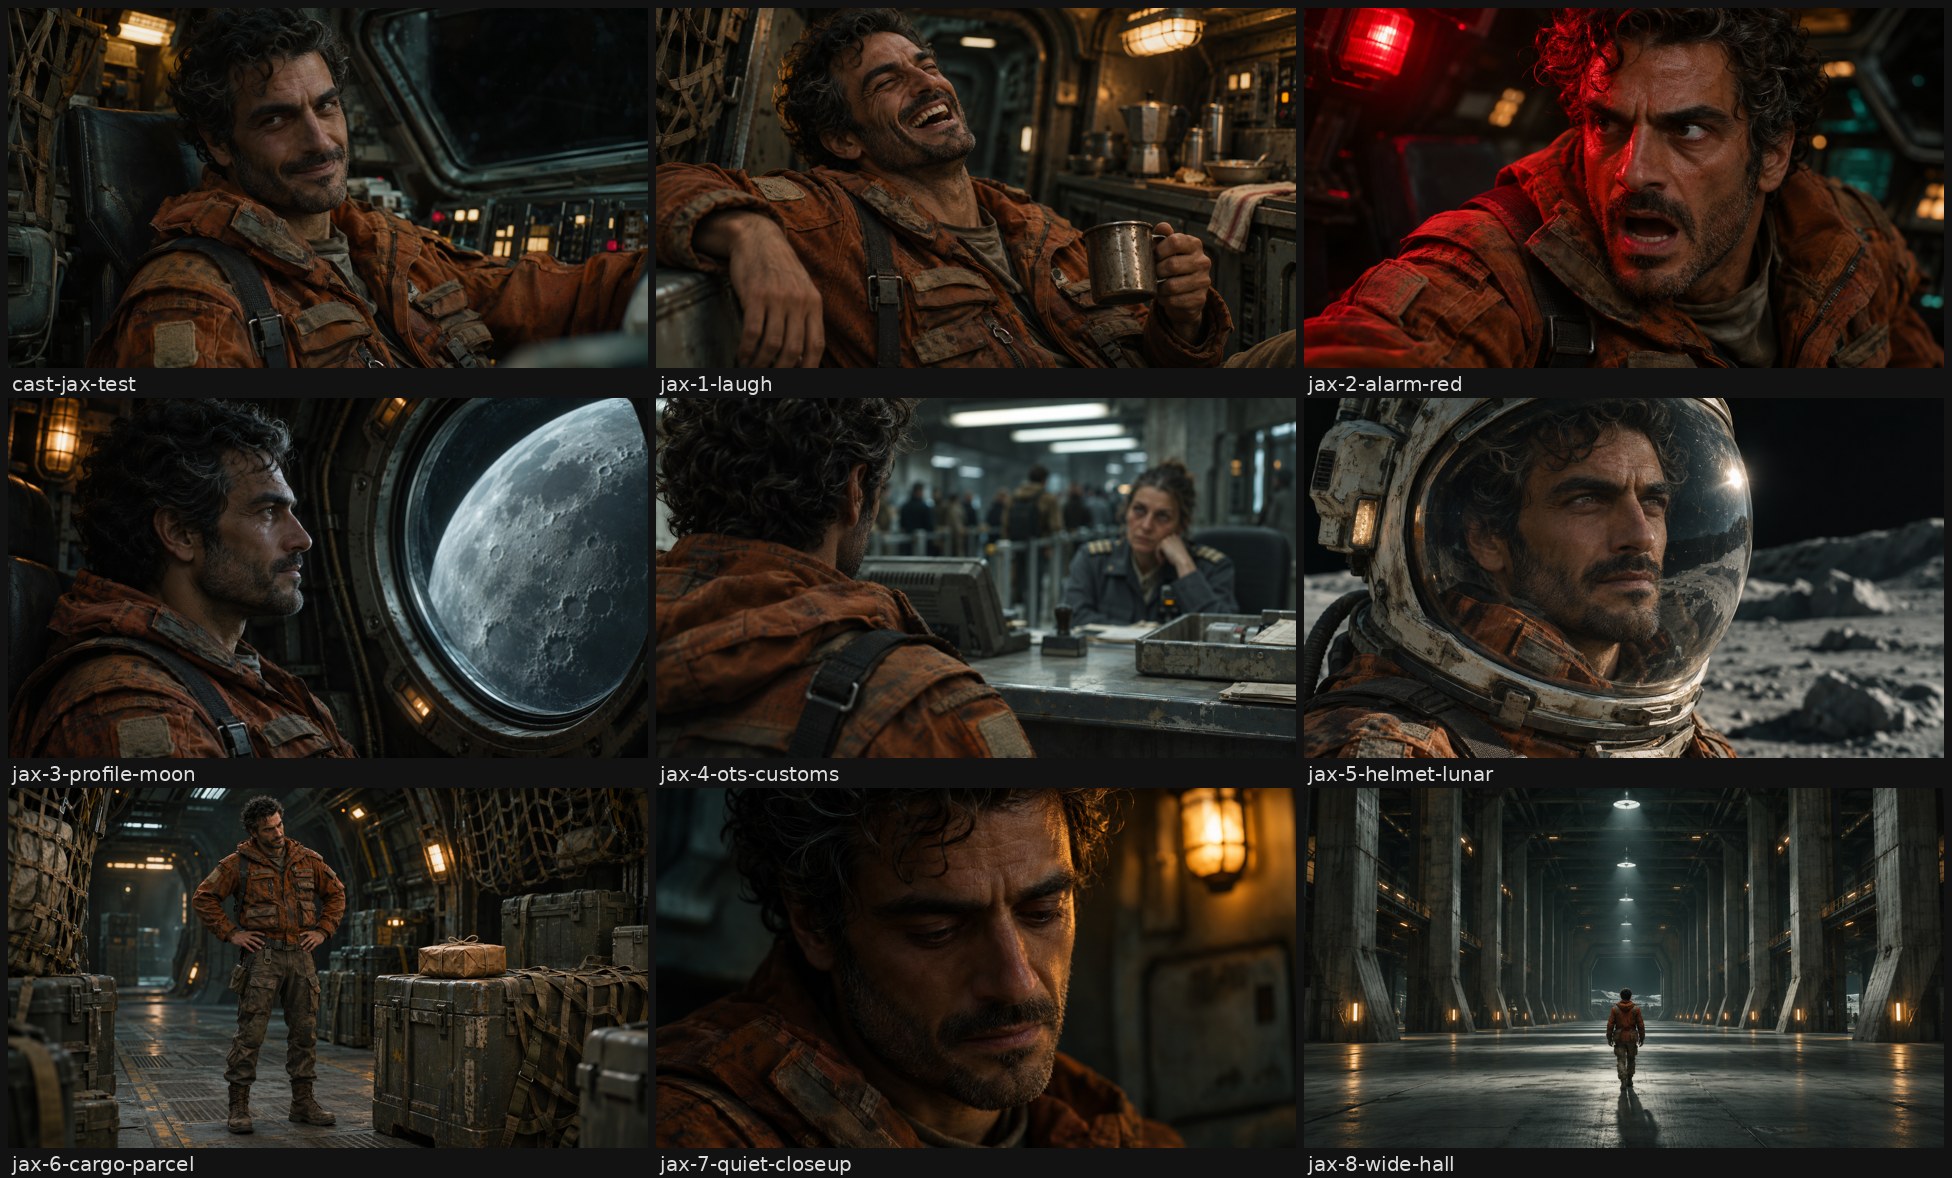 cast-jax-test
jax-1-laugh
jax-2-alarm-red
jax-3-profile-moon
jax-4-ots-customs
jax-5-helmet-lunar
jax-6-cargo-parcel
jax-7-quiet-closeup
jax-8-wide-hall